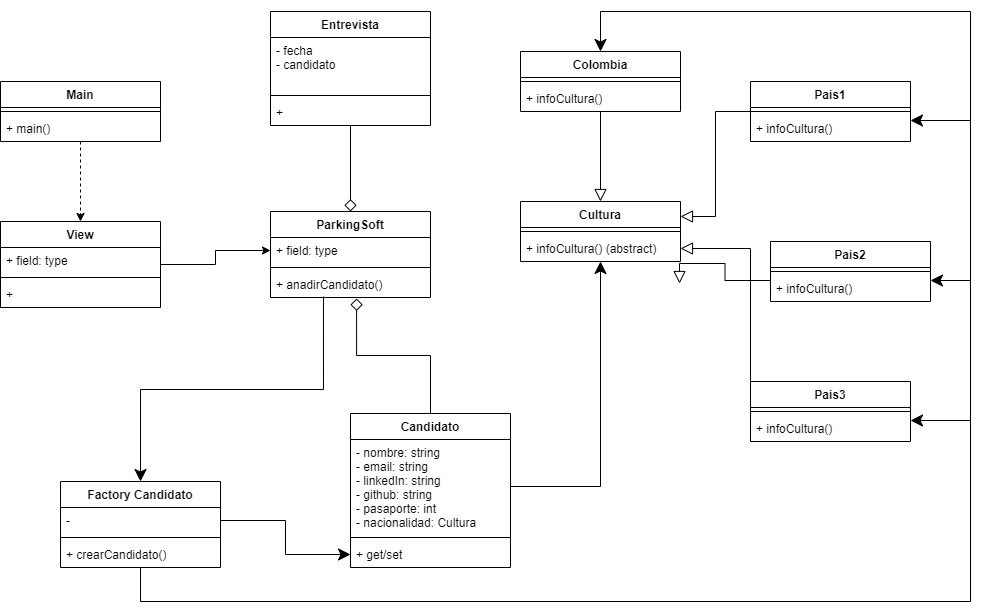 Entrevista
- fecha
- candidato
+
Main
+ main()
View
+ field: type
+
ParkingSoft
+ field: type
+ anadirCandidato()
Colombia
+ infoCultura()
Pais1
+ infoCultura()
Cultura
+ infoCultura() (abstract)
Pais2
+ infoCultura()
Pais3
+ infoCultura()
Candidato
- nombre: string
- email: string
- linkedIn: string
- github: string
- pasaporte: int
- nacionalidad: Cultura
+ get/set
Factory Candidato
-
+ crearCandidato()